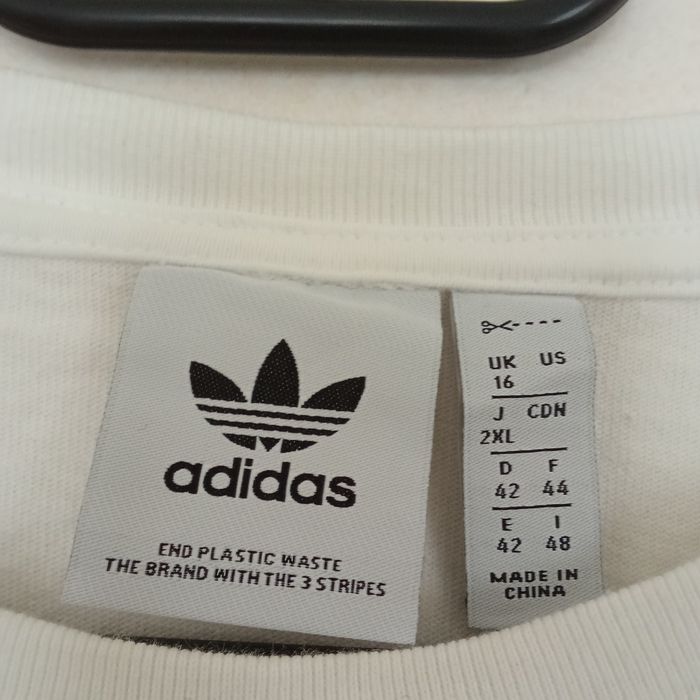 adidas
END PLASTIC WASTE
THE BRAND WITH THE 3 STRIPES
UK US
16
J CDN
2XL
D F
42 44
E I
42 48
MADE IN
CHINA